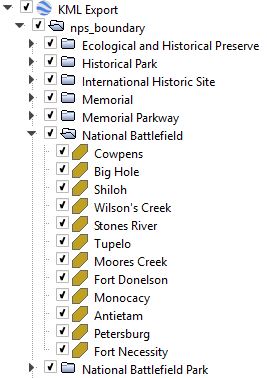 KML Export
nps_boundary
Ecological and Historical Preserve
Historical Park
International Historic Site
Memorial
Memorial Parkway
National Battlefield
Cowpens
Big Hole
Shiloh
Wilson's Creek
Stones River
Tupelo
Moores Creek
Fort Donelson
Monocacy
Antietam
Petersburg
Fort Necessity
National Battlefield Park